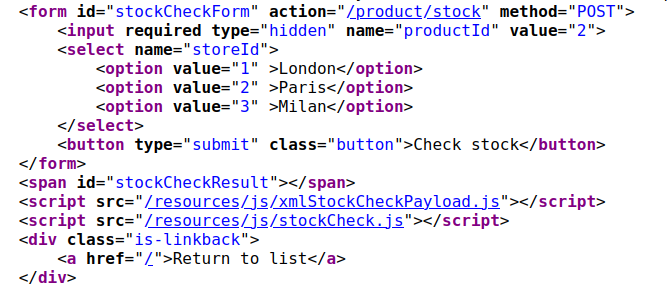 <form id="stockCheckForm" action="/product/stock" method="POST">
    <input required type="hidden" name="productId" value="2">
    <select name="storeId">
        <option value="1" >London</option>
        <option value="2" >Paris</option>
        <option value="3" >Milan</option>
    </select>
    <button type="submit" class="button">Check stock</button>
</form>
<span id="stockCheckResult"></span>
<script src="/resources/js/xmlStockCheckPayload.js"></script>
<script src="/resources/js/stockCheck.js"></script>
<div class="is-linkback">
    <a href="/">Return to list</a>
</div>